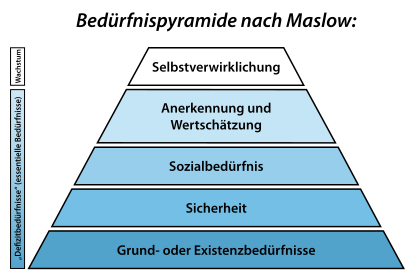 Bedürfnispyramide nach Maslow:
Wachstum
Selbstverwirklichung
Anerkennung und
Wertschätzung
Sozialbedürfnis
Sicherheit
Grund- oder Existenzbedürfnisse
„Defizitbedürfnisse“ (essentielle Bedürfnisse)